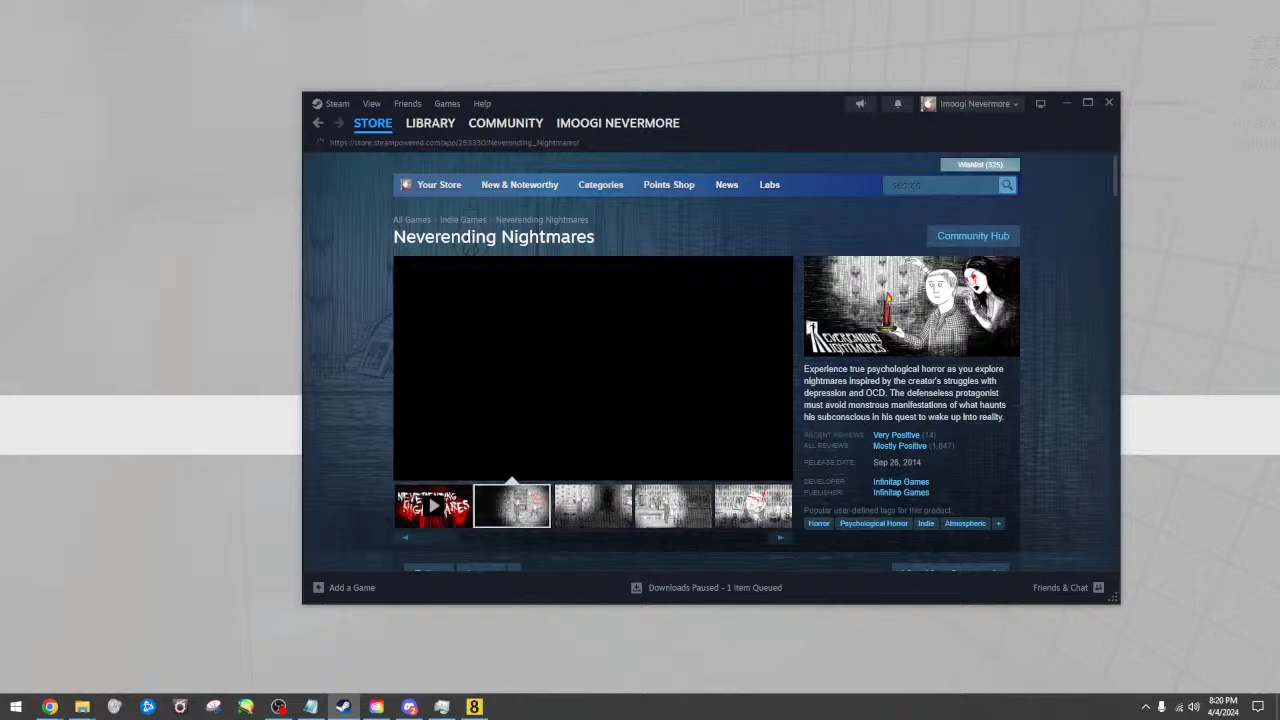 Steam View Friends Games Help
Imoogi Nevermore
STORE LIBRARY COMMUNITY IMOOGI NEVERMORE
https://store.steampowered.com/app/253330/Neverending_Nightmares/
Wishlist (325)
Your Store New & Noteworthy Categories Points Shop News Labs
search
All Games Indie Games Neverending Nightmares
Neverending Nightmares
Community Hub
NEVERENDING
NIGHTMARES
Experience true psychological horror as you explore
nightmares inspired by the creator's struggles with
depression and OCD. The defenseless protagonist
must avoid monstrous manifestations of what haunts
his subconscious in his quest to wake up into reality.
RECENT REVIEWS: Very Positive (14)
ALL REVIEWS: Mostly Positive (1,847)
RELEASE DATE: Sep 26, 2014
DEVELOPER: Infinitap Games
PUBLISHER: Infinitap Games
Popular user-defined tags for this product:
Horror Psychological Horror Indie Atmospheric +
NEVERENDING
NIGHTMARES
Add a Game
Downloads Paused - 1 Item Queued
Friends & Chat
8
8:20 PM
4/4/2024